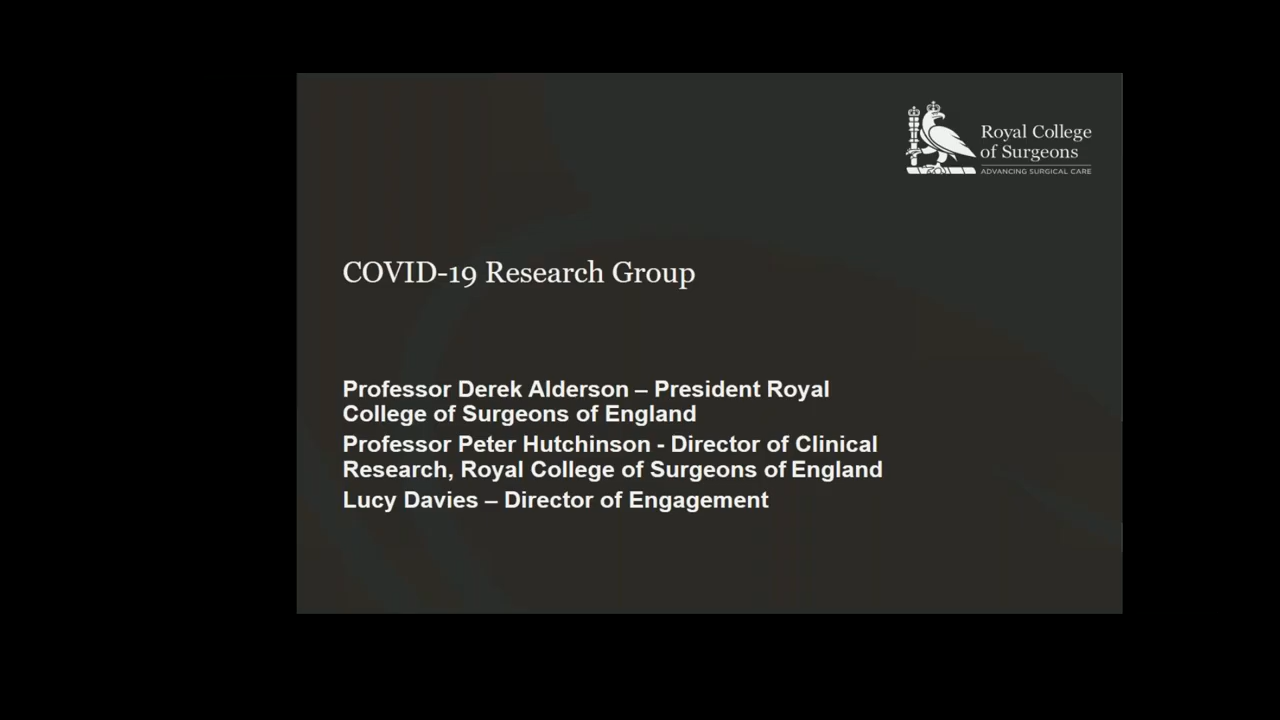 Royal College
of Surgeons
ADVANCING SURGICAL CARE
COVID-19 Research Group
Professor Derek Alderson – President Royal
College of Surgeons of England
Professor Peter Hutchinson - Director of Clinical
Research, Royal College of Surgeons of England
Lucy Davies – Director of Engagement